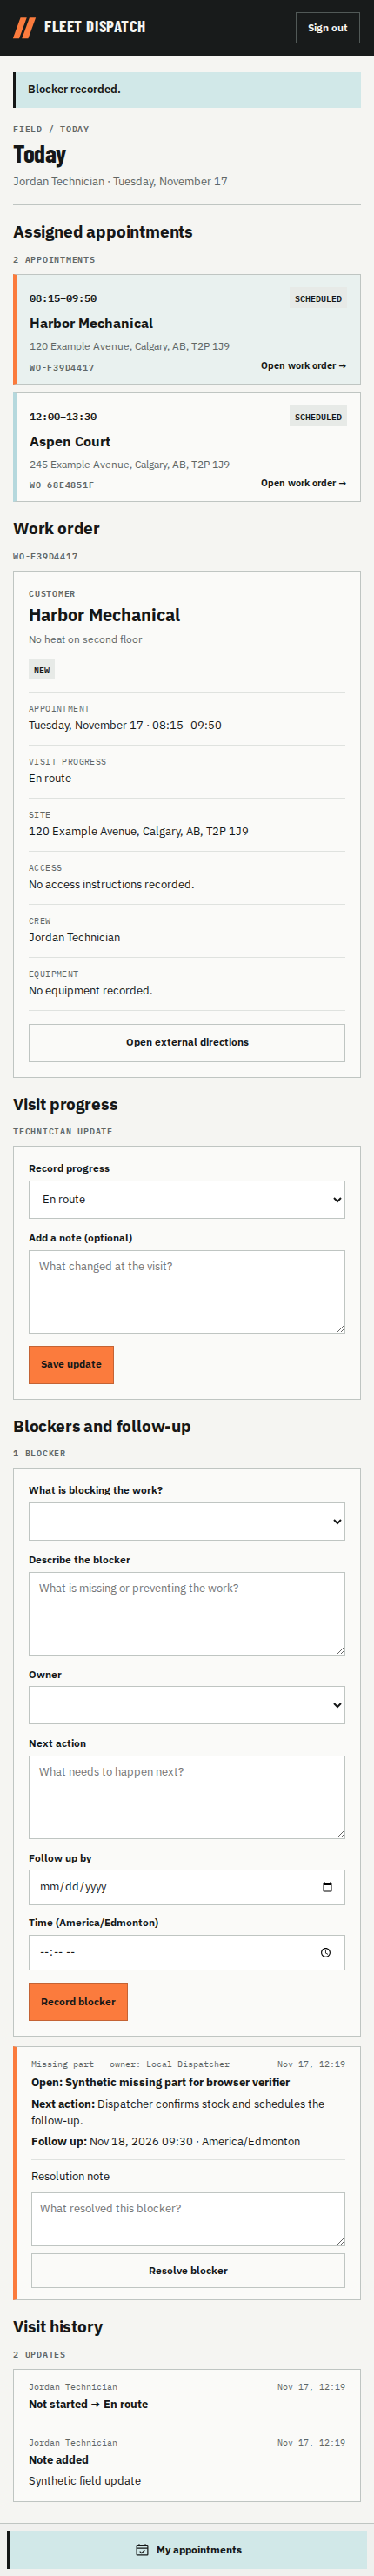 FLEET DISPATCH
Sign out
Blocker recorded.
FIELD / TODAY
Today
Jordan Technician · Tuesday, November 17
Assigned appointments
2 APPOINTMENTS
08:15–09:50
SCHEDULED
Harbor Mechanical
120 Example Avenue, Calgary, AB, T2P 1J9
WO-F39D4417
Open work order →
12:00–13:30
SCHEDULED
Aspen Court
245 Example Avenue, Calgary, AB, T2P 1J9
WO-68E4851F
Open work order →
Work order
WO-F39D4417
CUSTOMER
Harbor Mechanical
No heat on second floor
NEW
APPOINTMENT
Tuesday, November 17 · 08:15–09:50
VISIT PROGRESS
En route
SITE
120 Example Avenue, Calgary, AB, T2P 1J9
ACCESS
No access instructions recorded.
CREW
Jordan Technician
EQUIPMENT
No equipment recorded.
Open external directions
Visit progress
TECHNICIAN UPDATE
Record progress
En route
Add a note (optional)
What changed at the visit?
Save update
Blockers and follow-up
1 BLOCKER
What is blocking the work?
Describe the blocker
What is missing or preventing the work?
Owner
Next action
What needs to happen next?
Follow up by
mm/dd/yyyy
Time (America/Edmonton)
--:-- --
Record blocker
Missing part · owner: Local Dispatcher
Nov 17, 12:19
Open: Synthetic missing part for browser verifier
Next action: Dispatcher confirms stock and schedules the
follow-up.
Follow up: Nov 18, 2026 09:30 · America/Edmonton
Resolution note
What resolved this blocker?
Resolve blocker
Visit history
2 UPDATES
Jordan Technician
Nov 17, 12:19
Not started → En route
Jordan Technician
Nov 17, 12:19
Note added
Synthetic field update
My appointments